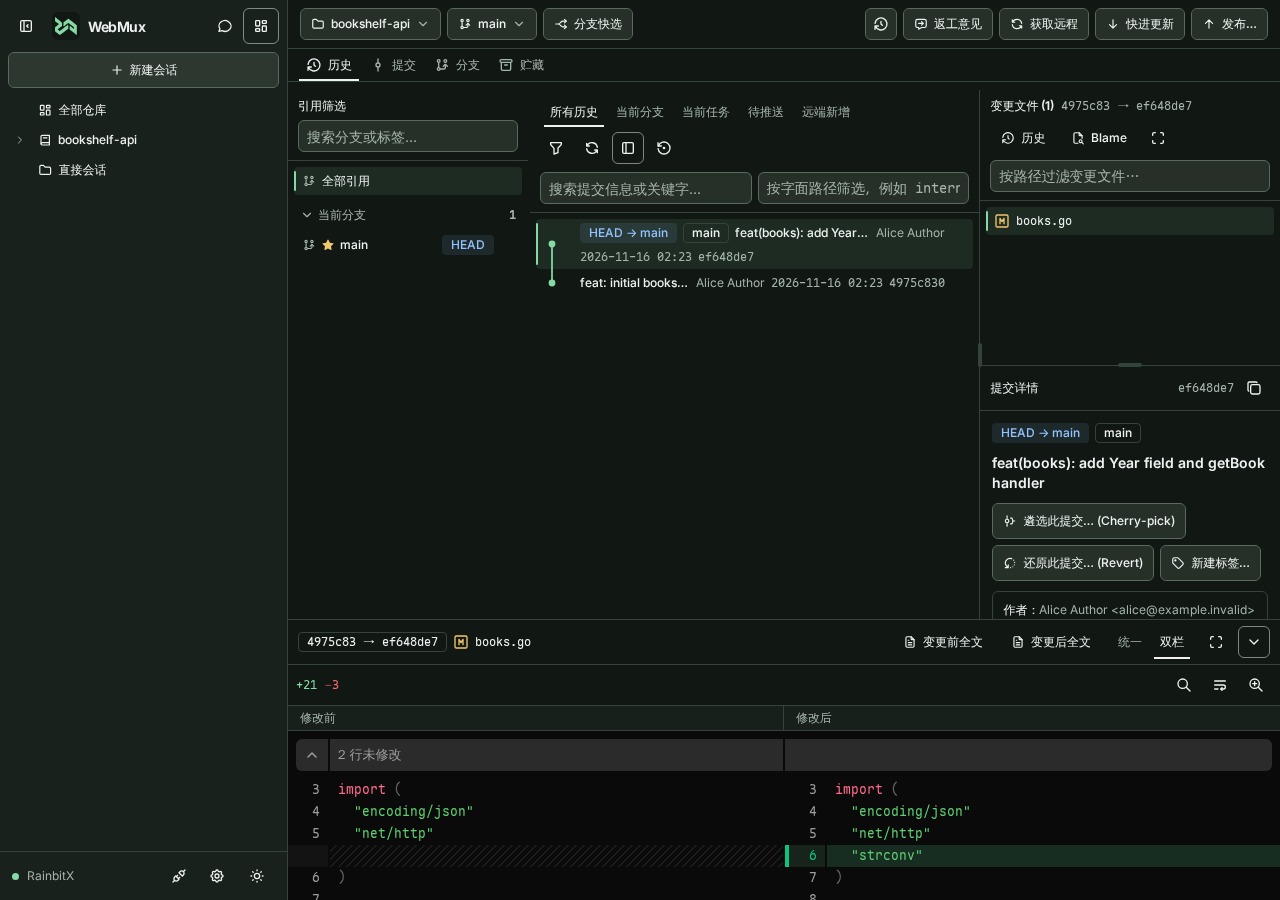 WebMux
新建会话
全部仓库
bookshelf-api
直接会话
RainbitX
bookshelf-api
main
分支快选
返工意见
获取远程
快进更新
发布...
历史
提交
分支
贮藏
引用筛选
搜索分支或标签...
全部引用
当前分支
1
main
HEAD
所有历史
当前分支
当前任务
待推送
远端新增
搜索提交信息或关键字...
按字面路径筛选，例如 intern
HEAD → main main feat(books): add Year... Alice Author
2026-11-16 02:23 ef648de7
feat: initial books... Alice Author 2026-11-16 02:23 4975c830
变更文件 (1) 4975c83 → ef648de7
历史
Blame
按路径过滤变更文件…
M books.go
提交详情
ef648de7
HEAD → main main
feat(books): add Year field and getBook
handler
遴选此提交... (Cherry-pick)
还原此提交... (Revert)
新建标签...
作者：Alice Author <alice@example.invalid>
4975c83 → ef648de7 M books.go
变更前全文
变更后全文
统一
双栏
+21 −3
修改前
修改后
2 行未修改
3 import (
4 "encoding/json"
5 "net/http"
6 )
7
3 import (
4 "encoding/json"
5 "net/http"
6 "strconv"
7 )
8